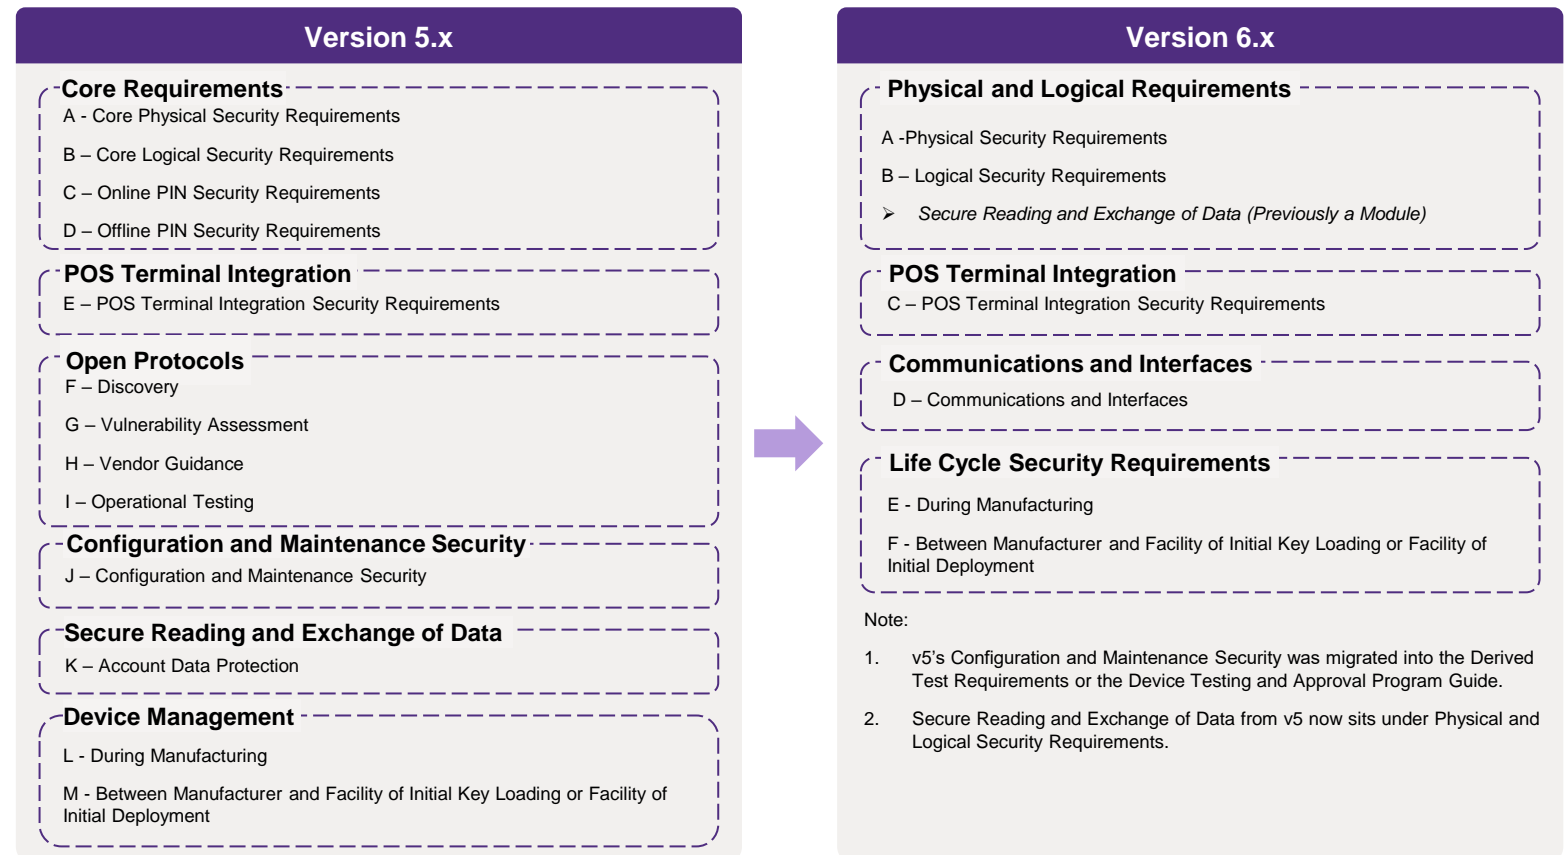 Version 5.x
Core Requirements
A - Core Physical Security Requirements
B – Core Logical Security Requirements
C – Online PIN Security Requirements
D – Offline PIN Security Requirements
POS Terminal Integration
E – POS Terminal Integration Security Requirements
Open Protocols
F – Discovery
G – Vulnerability Assessment
H – Vendor Guidance
I – Operational Testing
Configuration and Maintenance Security
J – Configuration and Maintenance Security
Secure Reading and Exchange of Data
K – Account Data Protection
Device Management
L - During Manufacturing
M - Between Manufacturer and Facility of Initial Key Loading or Facility of
Initial Deployment
Version 6.x
Physical and Logical Requirements
A -Physical Security Requirements
B – Logical Security Requirements
➢ Secure Reading and Exchange of Data (Previously a Module)
POS Terminal Integration
C – POS Terminal Integration Security Requirements
Communications and Interfaces
D – Communications and Interfaces
Life Cycle Security Requirements
E - During Manufacturing
F - Between Manufacturer and Facility of Initial Key Loading or Facility of
Initial Deployment
Note:
1. v5’s Configuration and Maintenance Security was migrated into the Derived
Test Requirements or the Device Testing and Approval Program Guide.
2. Secure Reading and Exchange of Data from v5 now sits under Physical and
Logical Security Requirements.